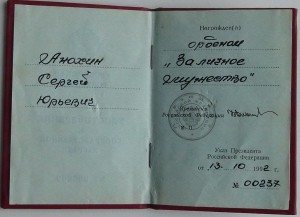 Анохин
Сергей
Юрьевич
Награжден(а)
орденом
„За личное
мужество"
Президент
Российской Федерации
М.П.
Указ Президента
Российской Федерации
от 13. 10 1992 г.
№ 00237